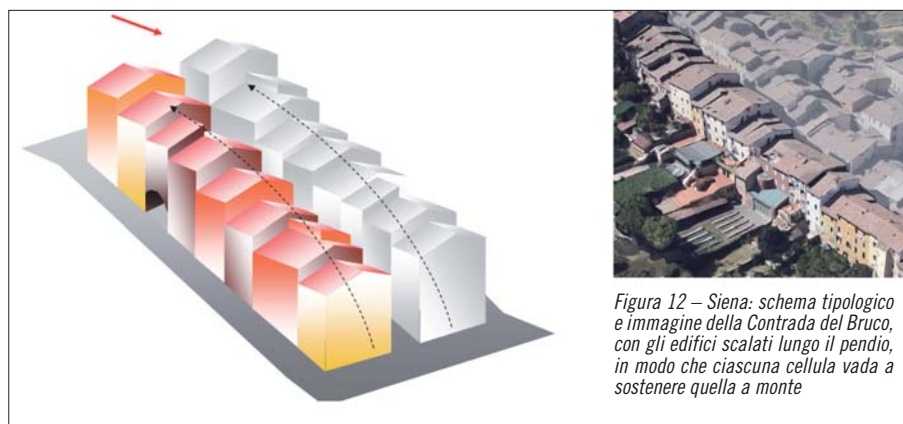 Figura 12 – Siena: schema tipologico
e immagine della Contrada del Bruco,
con gli edifici scalati lungo il pendio,
in modo che ciascuna cellula vada a
sostenere quella a monte